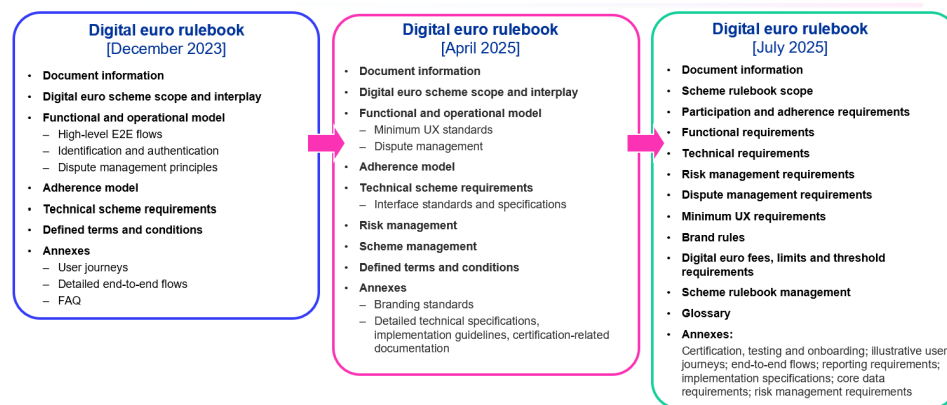 Digital euro rulebook
[December 2023]
• Document information
• Digital euro scheme scope and interplay
• Functional and operational model
– High-level E2E flows
– Identification and authentication
– Dispute management principles
• Adherence model
• Technical scheme requirements
• Defined terms and conditions
• Annexes
– User journeys
– Detailed end-to-end flows
– FAQ
Digital euro rulebook
[April 2025]
• Document information
• Digital euro scheme scope and interplay
• Functional and operational model
– Minimum UX standards
– Dispute management
• Adherence model
• Technical scheme requirements
– Interface standards and specifications
• Risk management
• Scheme management
• Defined terms and conditions
• Annexes
– Branding standards
– Detailed technical specifications,
implementation guidelines, certification-related
documentation
Digital euro rulebook
[July 2025]
• Document information
• Scheme rulebook scope
• Participation and adherence requirements
• Functional requirements
• Technical requirements
• Risk management requirements
• Dispute management requirements
• Minimum UX requirements
• Brand rules
• Digital euro fees, limits and threshold
requirements
• Scheme rulebook management
• Glossary
• Annexes:
Certification, testing and onboarding; illustrative user
journeys; end-to-end flows; reporting requirements;
implementation specifications; core data
requirements; risk management requirements